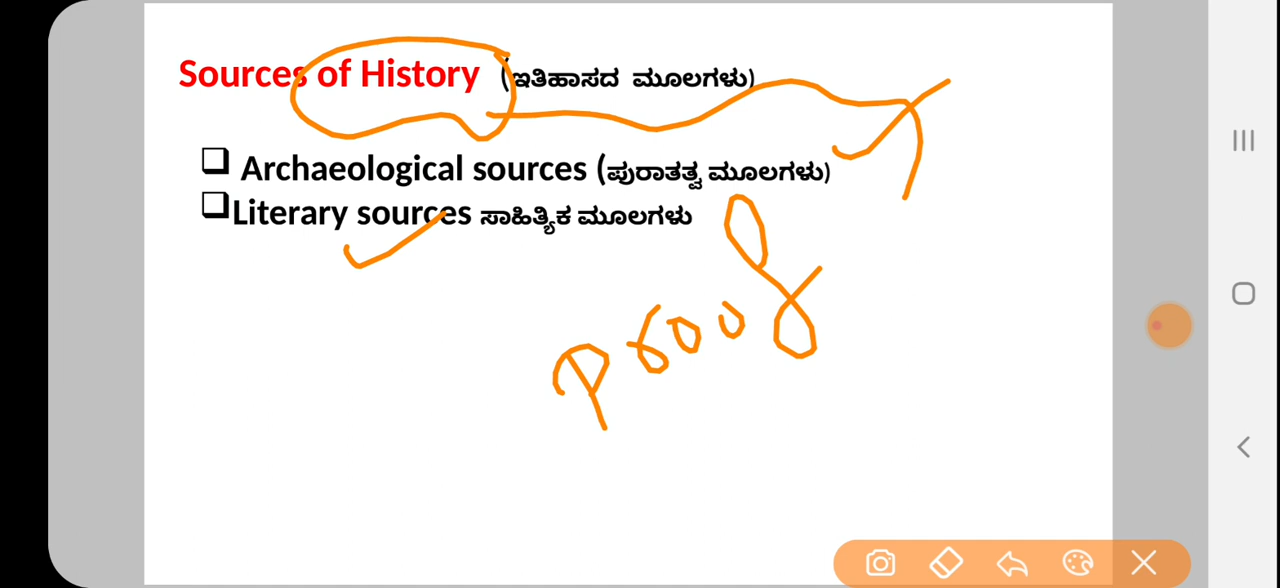 Sources of History (ಇತಿಹಾಸದ ಮೂಲಗಳು)
❑ Archaeological sources (ಪುರಾತತ್ವ ಮೂಲಗಳು)
❑Literary sources ಸಾಹಿತ್ಯಿಕ ಮೂಲಗಳು
proof